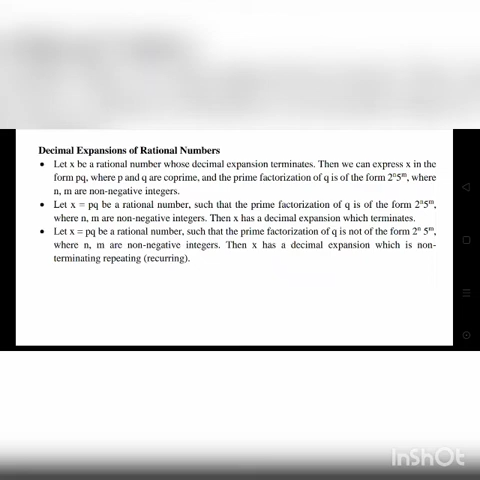 Decimal Expansions of Rational Numbers
• Let x be a rational number whose decimal expansion terminates. Then we can express x in the
form pq, where p and q are coprime, and the prime factorization of q is of the form 2ⁿ5ᵐ, where
n, m are non-negative integers.
• Let x = pq be a rational number, such that the prime factorization of q is of the form 2ⁿ5ᵐ,
where n, m are non-negative integers. Then x has a decimal expansion which terminates.
• Let x = pq be a rational number, such that the prime factorization of q is not of the form 2ⁿ 5ᵐ,
where n, m are non-negative integers. Then x has a decimal expansion which is non-
terminating repeating (recurring).
InShOt